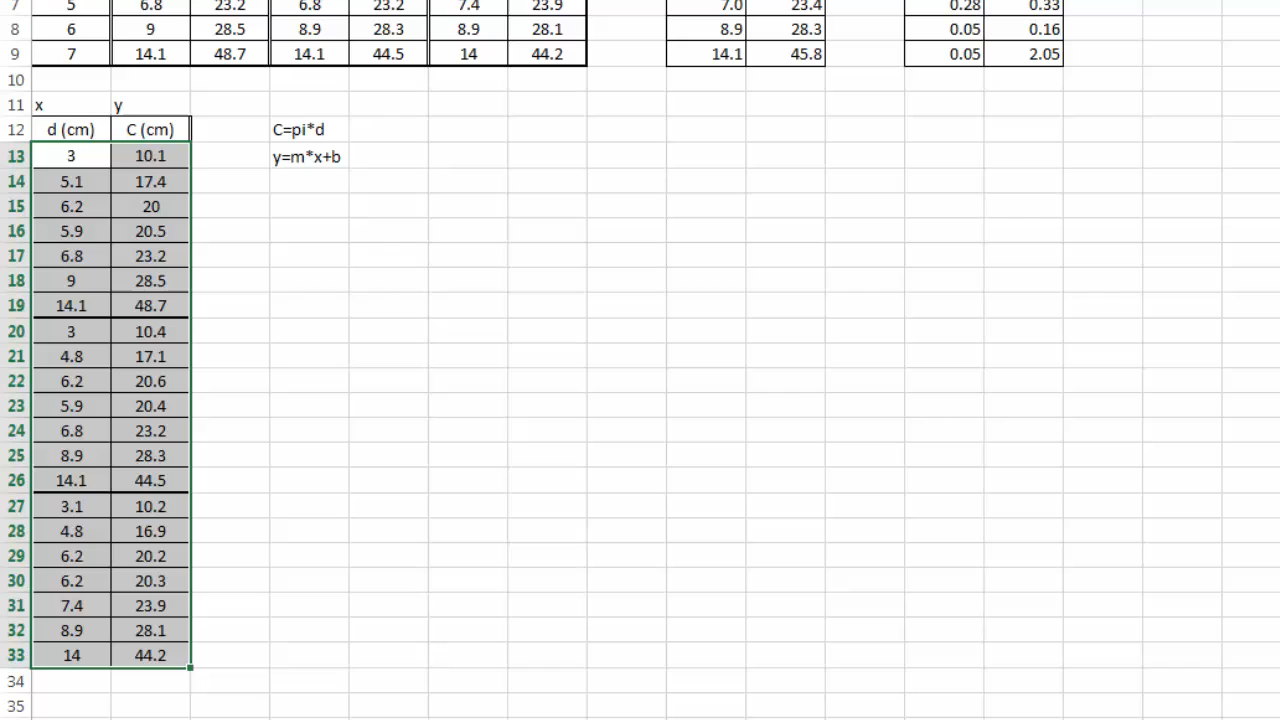 7 5 6.8 23.2 6.8 23.2 7.4 23.9 7.0 23.4 0.28 0.33
8 6 9 28.5 8.9 28.3 8.9 28.1 8.9 28.3 0.05 0.16
9 7 14.1 48.7 14.1 44.5 14 44.2 14.1 45.8 0.05 2.05
10
11 x y
12 d (cm) C (cm) C=pi*d
13 3 10.1 y=m*x+b
14 5.1 17.4
15 6.2 20
16 5.9 20.5
17 6.8 23.2
18 9 28.5
19 14.1 48.7
20 3 10.4
21 4.8 17.1
22 6.2 20.6
23 5.9 20.4
24 6.8 23.2
25 8.9 28.3
26 14.1 44.5
27 3.1 10.2
28 4.8 16.9
29 6.2 20.2
30 6.2 20.3
31 7.4 23.9
32 8.9 28.1
33 14 44.2
34
35